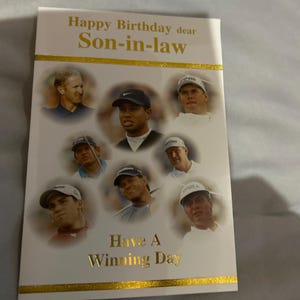 Happy Birthday dear
Son-in-law
Have A
Winning Day